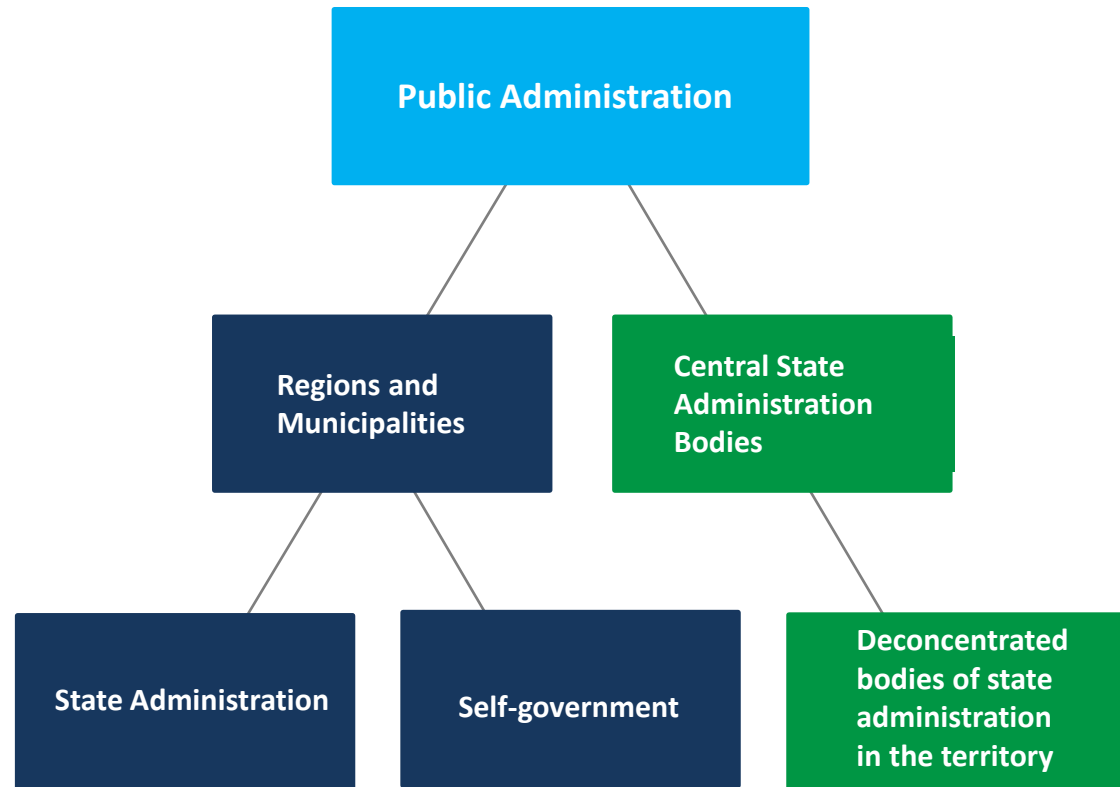 Public Administration
Regions and
Municipalities
Central State
Administration
Bodies
State Administration
Self-government
Deconcentrated
bodies of state
administration
in the territory